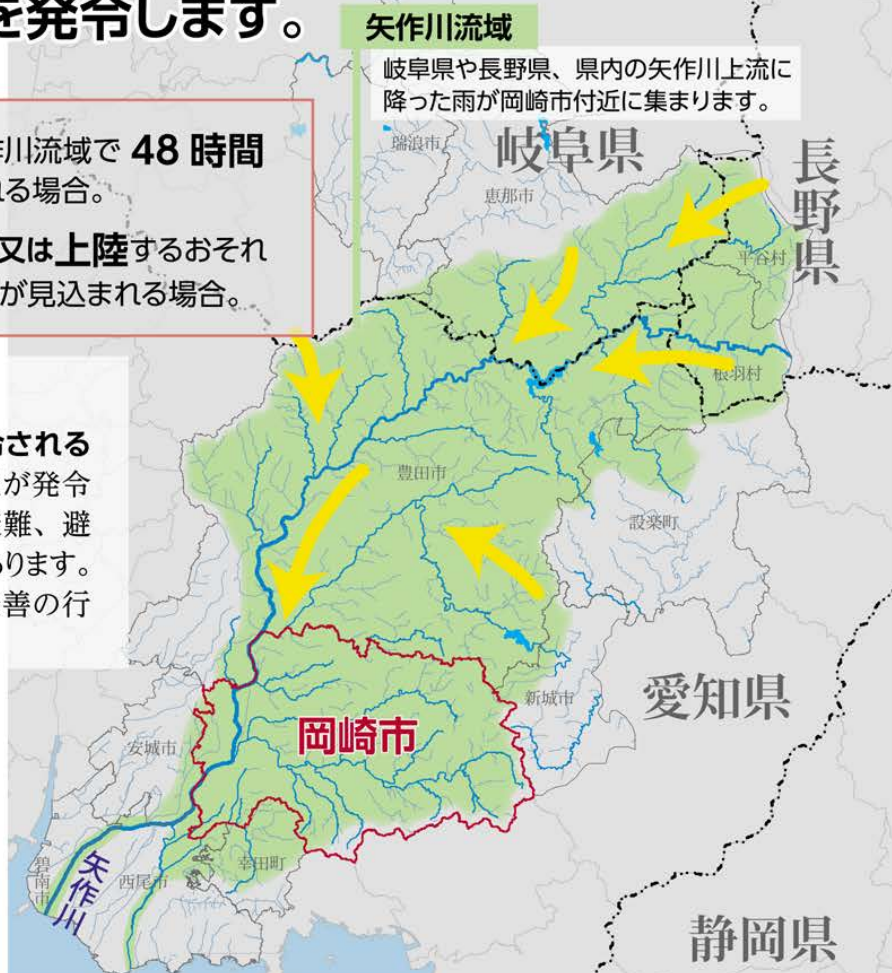 を発令します。
矢作川流域
岐阜県や長野県、県内の矢作川上流に
降った雨が岡崎市付近に集まります。
作川流域で 48 時間
れる場合。
又は上陸するおそれ
が見込まれる場合。
令される
が発令
難、避
あります。
善の行
岐阜県
長野県
瑞浪市
恵那市
平谷村
根羽村
豊田市
設楽町
新城市
愛知県
岡崎市
安城市
碧南市
矢作川
西尾市
幸田町
静岡県